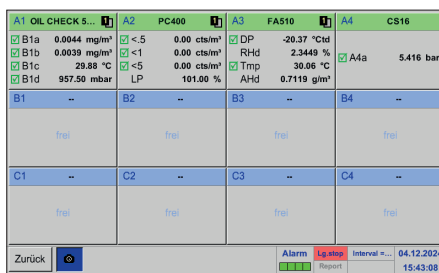 A1 OIL CHECK 5... 1 A2 PC400 1 A3 FA510 1 A4 CS16
B1a 0.0044 mg/m³ <.5 0.00 cts/m³ DP -20.37 °Ctd
B1b 0.0039 mg/m³ <1 0.00 cts/m³ RHd 2.3449 %
A4a 5.416 bar
B1c 29.88 °C <5 0.00 cts/m³ Tmp 30.06 °C
B1d 957.50 mbar LP 101.00 % AHd 0.7119 g/m³
B1 -- B2 -- B3 -- B4 --
frei frei frei frei
C1 -- C2 -- C3 -- C4 --
frei frei frei frei
Zurück Alarm Lg.stop Interval =... 04.12.2024
Report 15:43:08